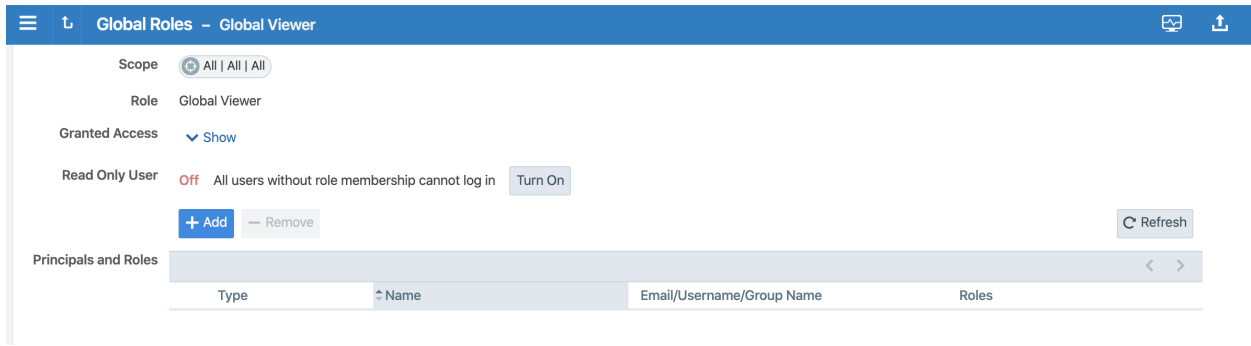 Global Roles – Global Viewer
Scope All | All | All
Role Global Viewer
Granted Access Show
Read Only User Off All users without role membership cannot log in Turn On
Add Remove Refresh
Principals and Roles
Type Name Email/Username/Group Name Roles